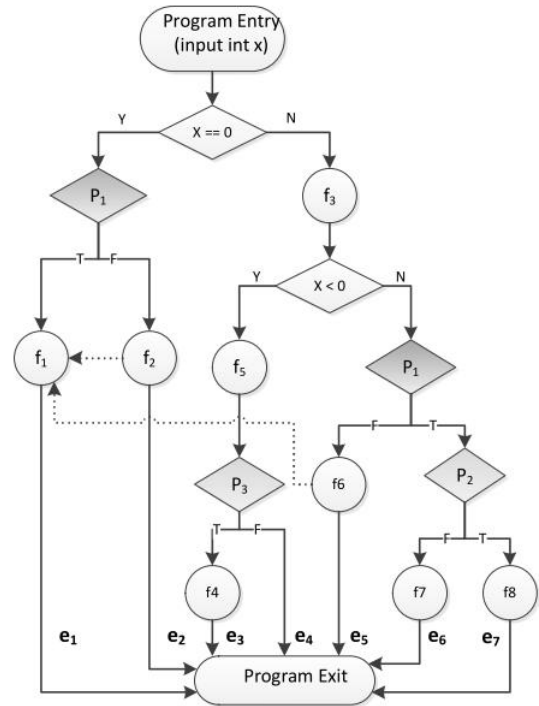 Program Entry
(input int x)
Y
X == 0
N
P₁
f₃
T
F
Y
X < 0
N
f₁
f₂
f₅
P₁
F
T
P₃
f6
P₂
T
F
F
T
f4
f7
f8
e₁
e₂
e₃
e₄
e₅
e₆
e₇
Program Exit